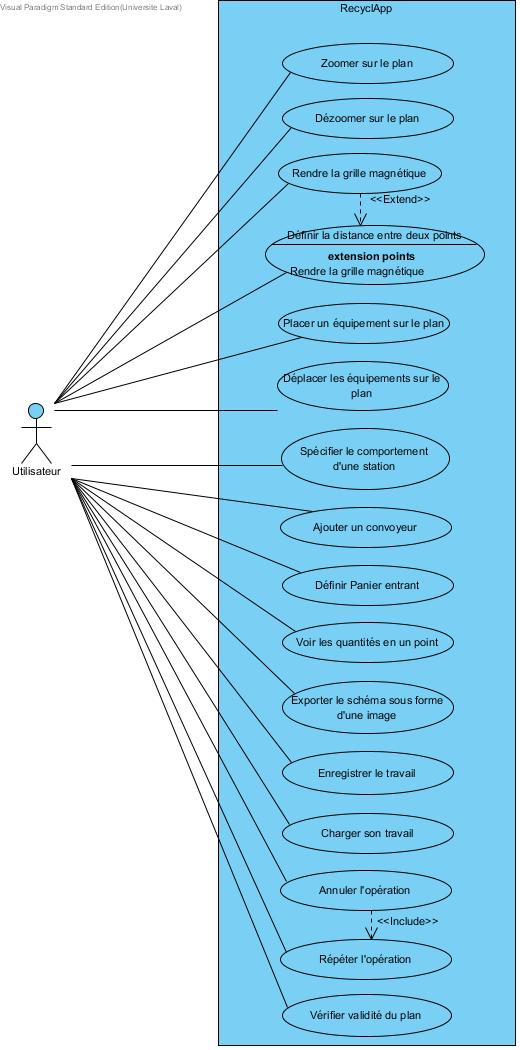 Visual Paradigm Standard Edition(Universite Laval)
RecyclApp
Zoomer sur le plan
Dézoomer sur le plan
Rendre la grille magnétique
<<Extend>>
Définir la distance entre deux points
extension points
Rendre la grille magnétique
Placer un équipement sur le plan
Déplacer les équipements sur le
plan
Utilisateur
Spécifier le comportement
d'une station
Ajouter un convoyeur
Définir Panier entrant
Voir les quantités en un point
Exporter le schéma sous forme
d'une image
Enregistrer le travail
Charger son travail
Annuler l'opération
<<Include>>
Répéter l'opération
Vérifier validité du plan